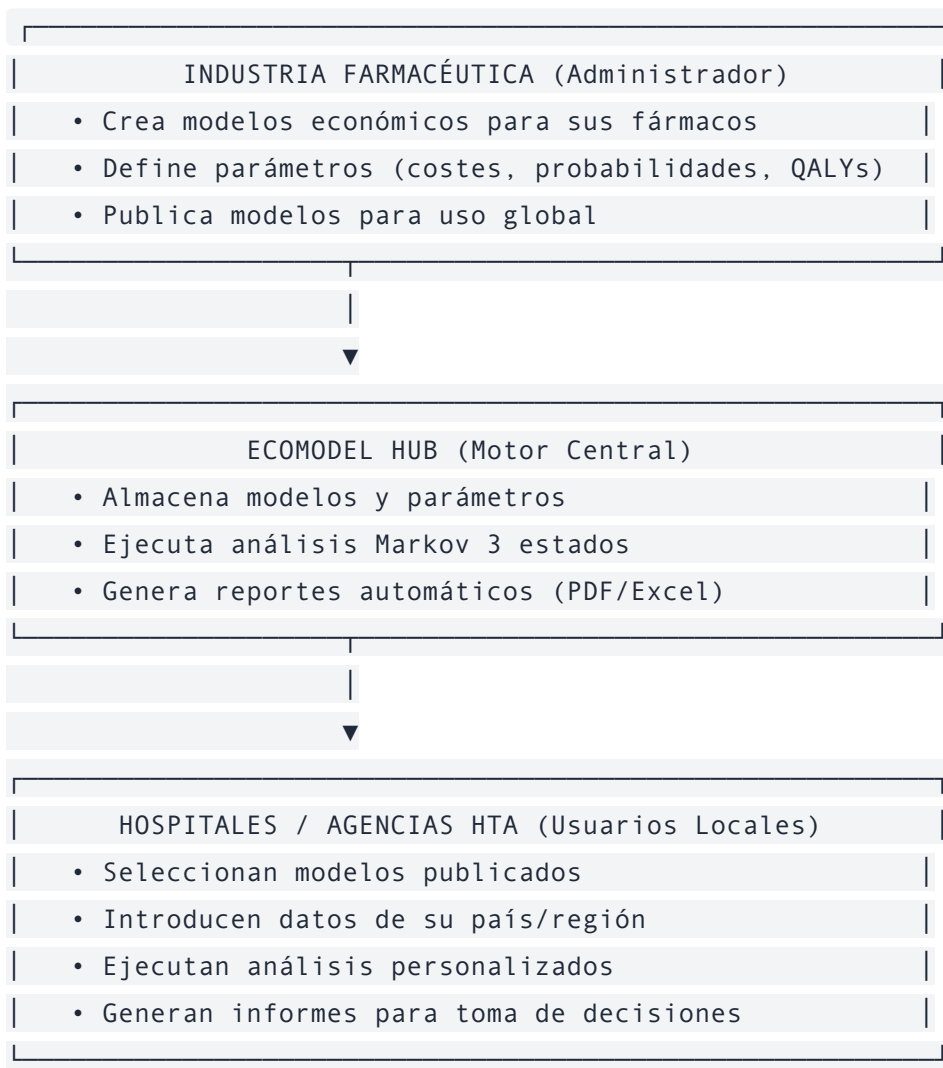 INDUSTRIA FARMACÉUTICA (Administrador)
• Crea modelos económicos para sus fármacos
• Define parámetros (costes, probabilidades, QALYs)
• Publica modelos para uso global
▼
ECOMODEL HUB (Motor Central)
• Almacena modelos y parámetros
• Ejecuta análisis Markov 3 estados
• Genera reportes automáticos (PDF/Excel)
▼
HOSPITALES / AGENCIAS HTA (Usuarios Locales)
• Seleccionan modelos publicados
• Introducen datos de su país/región
• Ejecutan análisis personalizados
• Generan informes para toma de decisiones